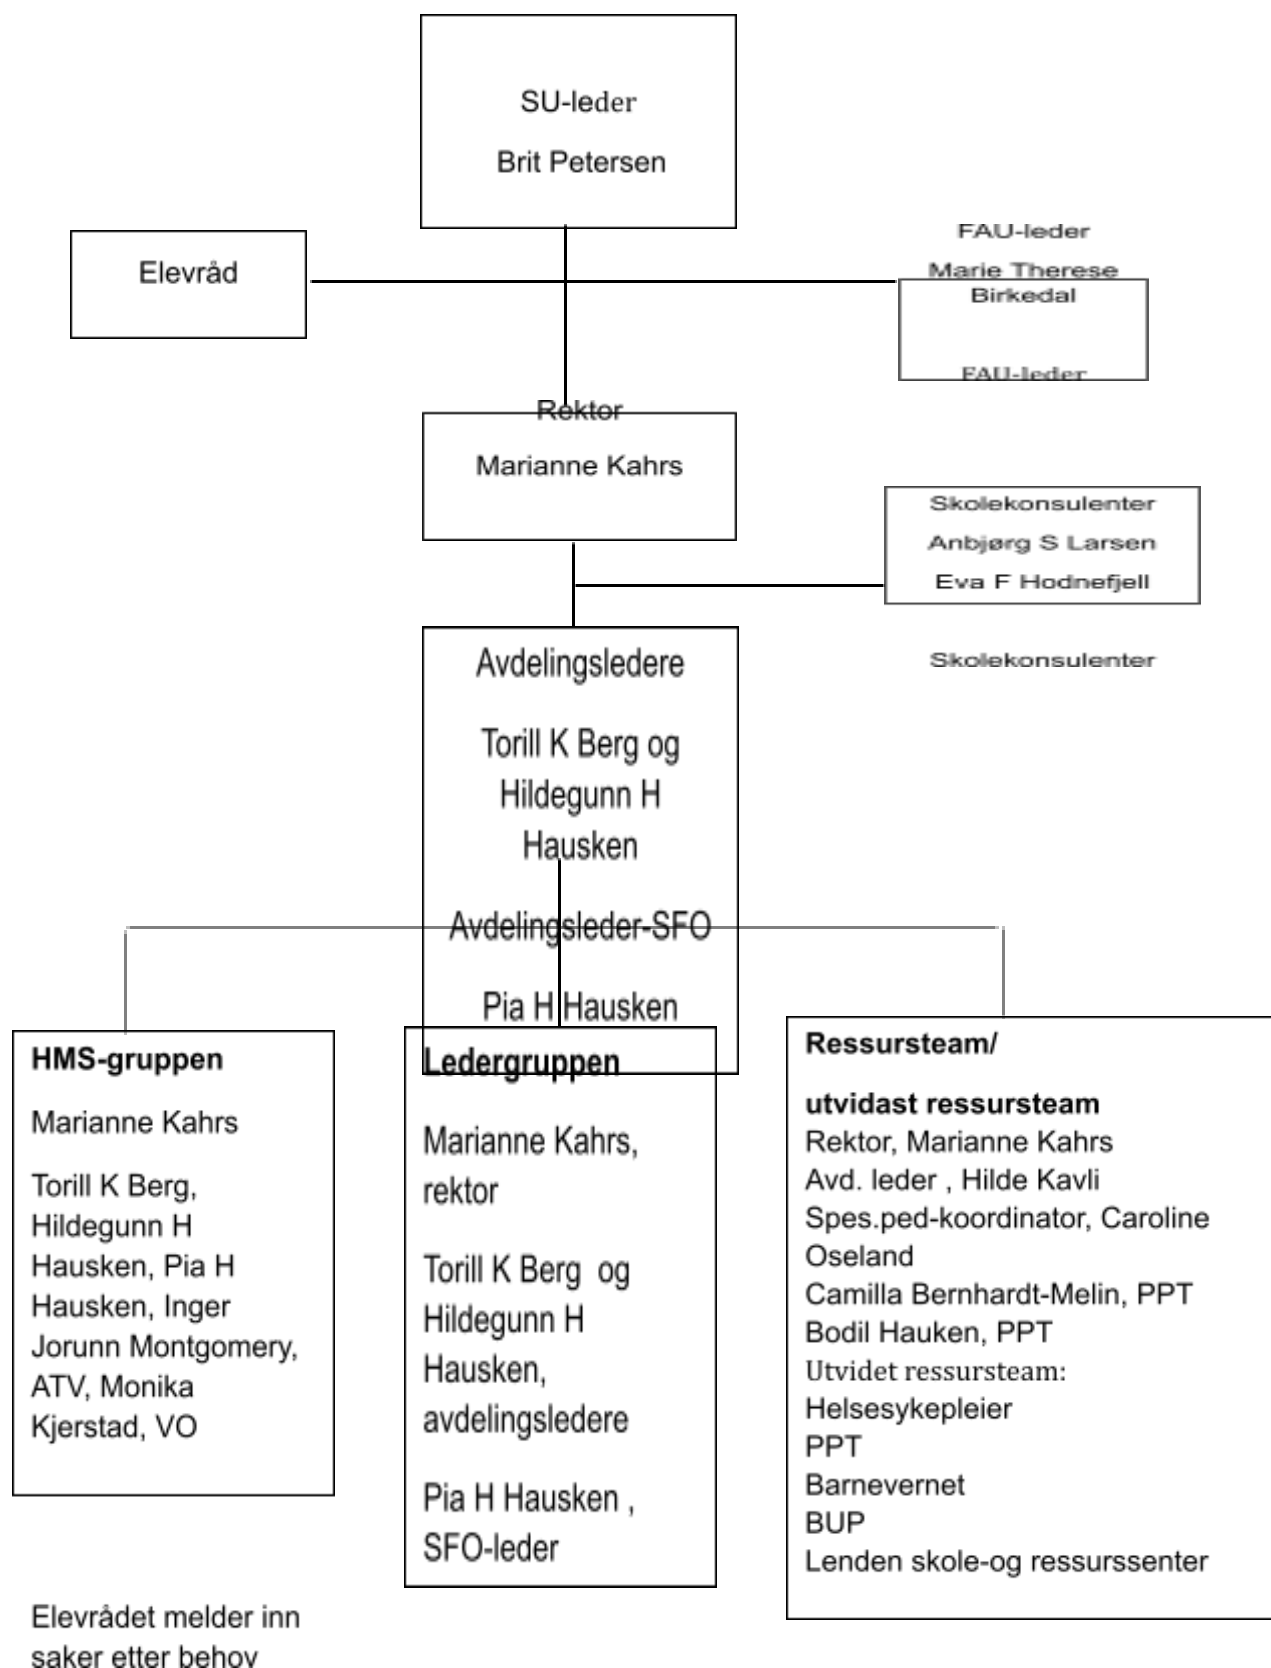 SU-leder
Brit Petersen
Elevråd
FAU-leder
Marie Therese
Birkedal
FAU-leder
Rektor
Marianne Kahrs
Skolekonsulenter
Anbjørg S Larsen
Eva F Hodnefjell
Skolekonsulenter
Avdelingsledere
Torill K Berg og
Hildegunn H
Hausken
Avdelingsleder-SFO
Pia H Hausken
HMS-gruppen
Marianne Kahrs
Torill K Berg,
Hildegunn H
Hausken, Pia H
Hausken, Inger
Jorunn Montgomery,
ATV, Monika
Kjerstad, VO
Elevrådet melder inn
saker etter behov
Ledergruppen
Marianne Kahrs,
rektor
Torill K Berg  og
Hildegunn H
Hausken,
avdelingsledere
Pia H Hausken ,
SFO-leder
Ressursteam/
utvidast ressursteam
Rektor, Marianne Kahrs
Avd. leder , Hilde Kavli
Spes.ped-koordinator, Caroline
Oseland
Camilla Bernhardt-Melin, PPT
Bodil Hauken, PPT
Utvidet ressursteam:
Helsesykepleier
PPT
Barnevernet
BUP
Lenden skole-og ressurssenter